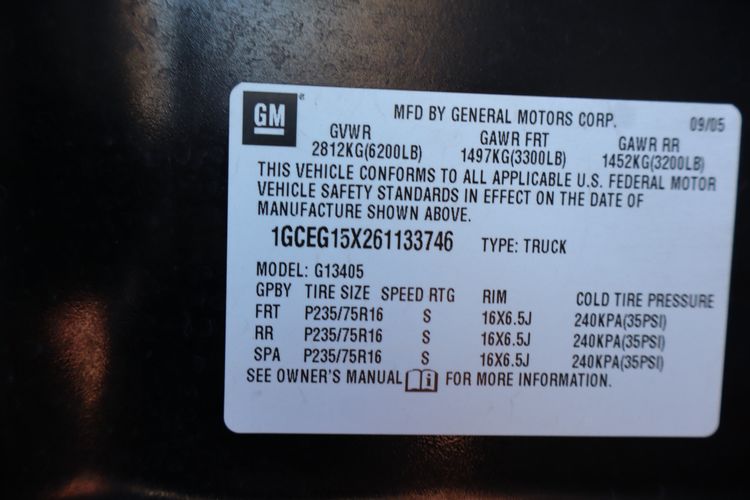 GM
MFD BY GENERAL MOTORS CORP. 09/05
GVWR GAWR FRT GAWR RR
2812KG(6200LB) 1497KG(3300LB) 1452KG(3200LB)
THIS VEHICLE CONFORMS TO ALL APPLICABLE U.S. FEDERAL MOTOR
VEHICLE SAFETY STANDARDS IN EFFECT ON THE DATE OF
MANUFACTURE SHOWN ABOVE.
1GCEG15X261133746 TYPE: TRUCK
MODEL: G13405
GPBY TIRE SIZE SPEED RTG RIM COLD TIRE PRESSURE
FRT P235/75R16 S 16X6.5J 240KPA(35PSI)
RR P235/75R16 S 16X6.5J 240KPA(35PSI)
SPA P235/75R16 S 16X6.5J 240KPA(35PSI)
SEE OWNER'S MANUAL i FOR MORE INFORMATION.